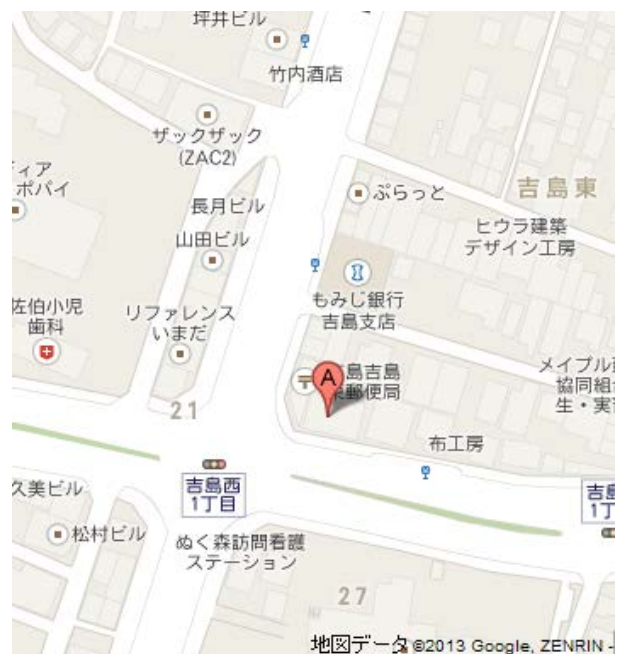 坪井ビル
竹内酒店
ザックザック
(ZAC2)
ィア
ポパイ
ぷらっと
吉島東
長月ビル
ヒウラ建築
デザイン工房
山田ビル
もみじ銀行
吉島支店
佐伯小児
歯科
リファレンス
いまだ
メイプル
協同組
生・実
島吉島
郵便局
A
21
布工房
久美ビル
吉島西
1丁目
吉島
1丁
松村ビル
ぬく森訪問看護
ステーション
27
地図データ ©2013 Google, ZENRIN -